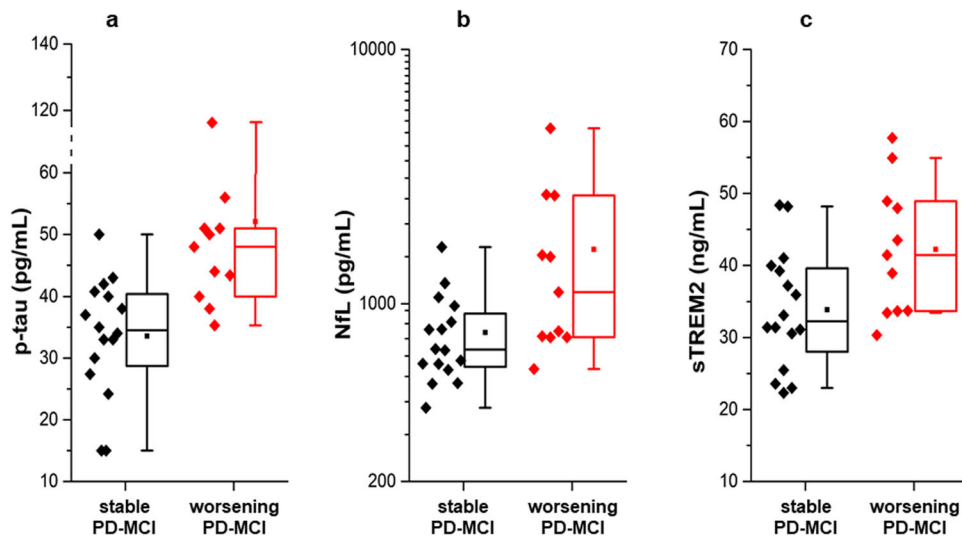 a
140
120
60
50
40
30
20
10
p-tau (pg/mL)
stable
PD-MCI
worsening
PD-MCI
b
10000
1000
200
NfL (pg/mL)
stable
PD-MCI
worsening
PD-MCI
c
70
60
50
40
30
20
10
sTREM2 (ng/mL)
stable
PD-MCI
worsening
PD-MCI